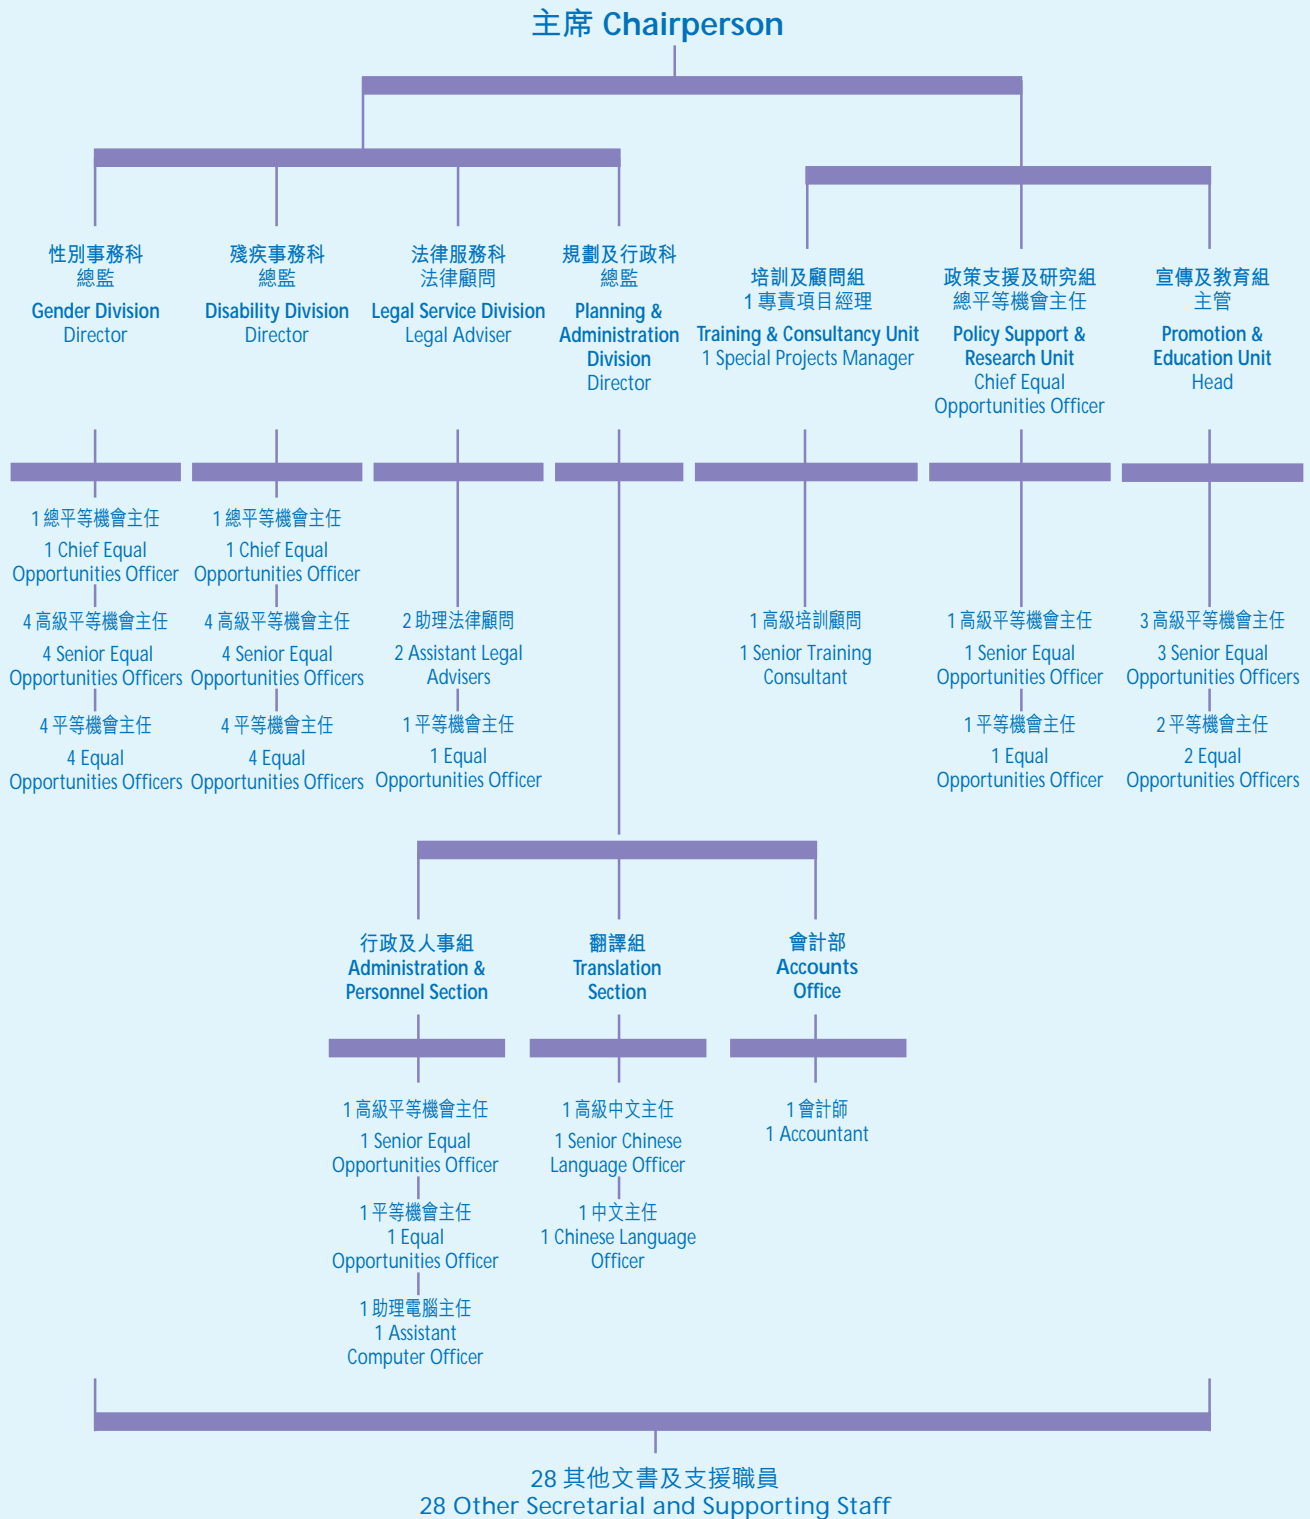 主席 Chairperson
性別事務科
總監
Gender Division
Director
殘疾事務科
總監
Disability Division
Director
法律服務科
法律顧問
Legal Service Division
Legal Adviser
規劃及行政科
總監
Planning &
Administration
Division
Director
培訓及顧問組
1 專責項目經理
Training & Consultancy Unit
1 Special Projects Manager
政策支援及研究組
總平等機會主任
Policy Support &
Research Unit
Chief Equal
Opportunities Officer
宣傳及教育組
主管
Promotion &
Education Unit
Head
1 總平等機會主任
1 Chief Equal
Opportunities Officer
4 高級平等機會主任
4 Senior Equal
Opportunities Officers
4 平等機會主任
4 Equal
Opportunities Officers
1 總平等機會主任
1 Chief Equal
Opportunities Officer
4 高級平等機會主任
4 Senior Equal
Opportunities Officers
4 平等機會主任
4 Equal
Opportunities Officers
2 助理法律顧問
2 Assistant Legal
Advisers
1 平等機會主任
1 Equal
Opportunities Officer
1 高級培訓顧問
1 Senior Training
Consultant
1 高級平等機會主任
1 Senior Equal
Opportunities Officer
1 平等機會主任
1 Equal
Opportunities Officer
3 高級平等機會主任
3 Senior Equal
Opportunities Officers
2 平等機會主任
2 Equal
Opportunities Officers
行政及人事組
Administration &
Personnel Section
翻譯組
Translation
Section
會計部
Accounts
Office
1 高級平等機會主任
1 Senior Equal
Opportunities Officer
1 平等機會主任
1 Equal
Opportunities Officer
1 助理電腦主任
1 Assistant
Computer Officer
1 高級中文主任
1 Senior Chinese
Language Officer
1 中文主任
1 Chinese Language
Officer
1 會計師
1 Accountant
28 其他文書及支援職員
28 Other Secretarial and Supporting Staff